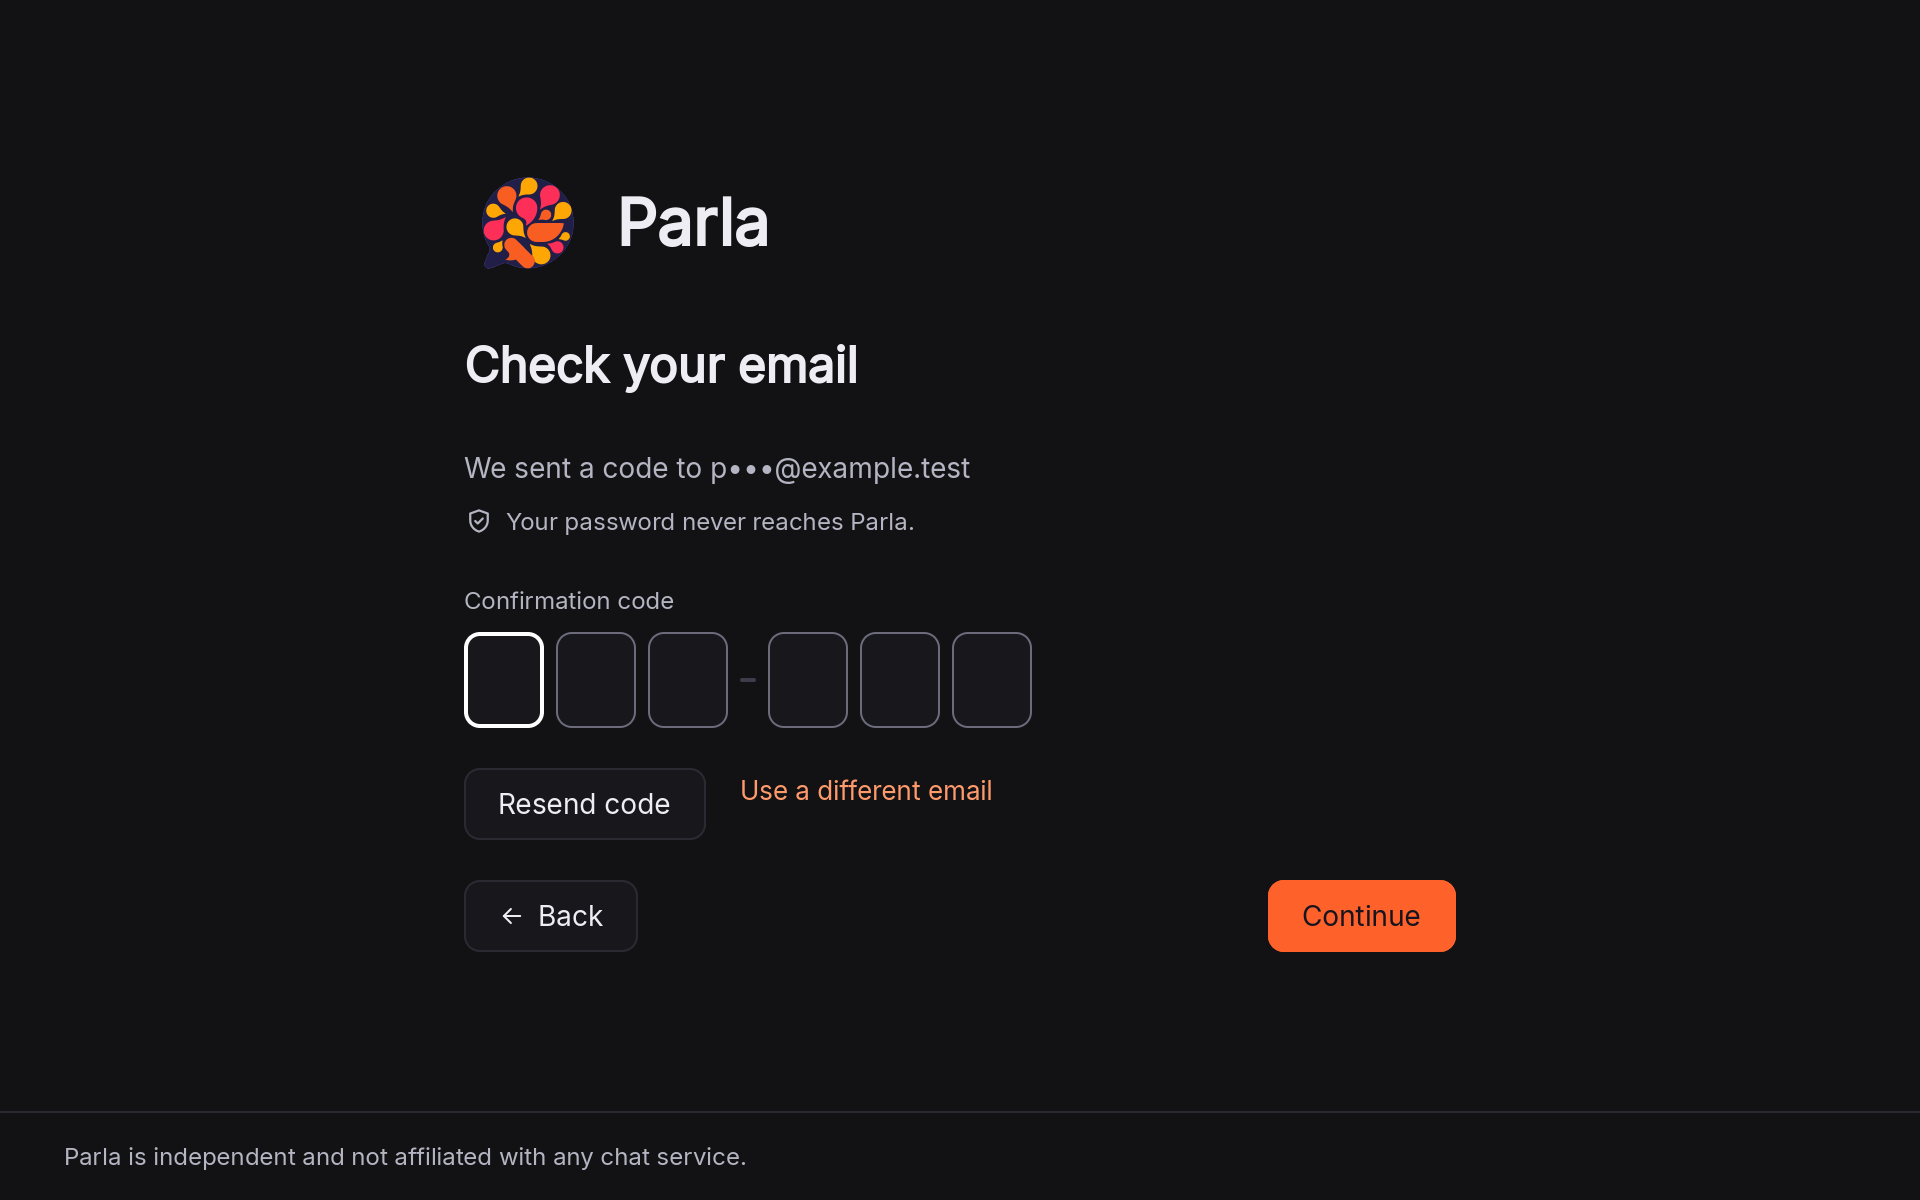 Parla
Check your email
We sent a code to p•••@example.test
Your password never reaches Parla.
Confirmation code
–
Resend code
Use a different email
← Back
Continue
Parla is independent and not affiliated with any chat service.